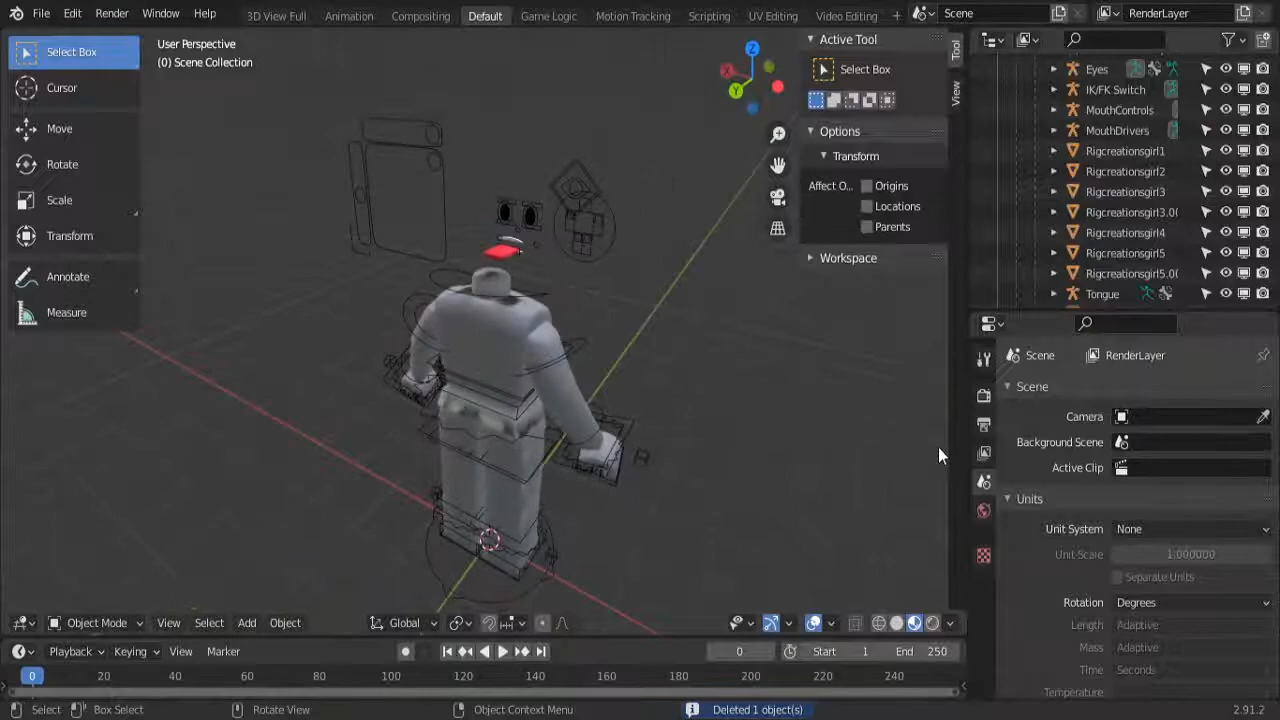 File Edit Render Window Help 3D View Full Animation Compositing Default Game Logic Motion Tracking Scripting UV Editing Video Editing + Scene RenderLayer
Select Box
Cursor
Move
Rotate
Scale
Transform
Annotate
Measure
User Perspective
(0) Scene Collection
Z
X
Y
R
Active Tool
Select Box
Options
Transform
Affect O... Origins
Locations
Parents
Workspace
Tool
View
Eyes
IK/FK Switch
MouthControls
MouthDrivers
Rigcreationsgirl1
Rigcreationsgirl2
Rigcreationsgirl3
Rigcreationsgirl3.0(
Rigcreationsgirl4
Rigcreationsgirl5
Rigcreationsgirl5.0(
Tongue
Scene RenderLayer
Scene
Camera
Background Scene
Active Clip
Units
Unit System None
Unit Scale 1.000000
Separate Units
Rotation Degrees
Length Adaptive
Mass Adaptive
Time Seconds
Temperature
Object Mode View Select Add Object Global
Playback Keying View Marker 0 Start 1 End 250
0 20 40 60 80 100 120 140 160 180 200 220 240
Select Box Select Rotate View Object Context Menu Deleted 1 object(s) 2.91.2